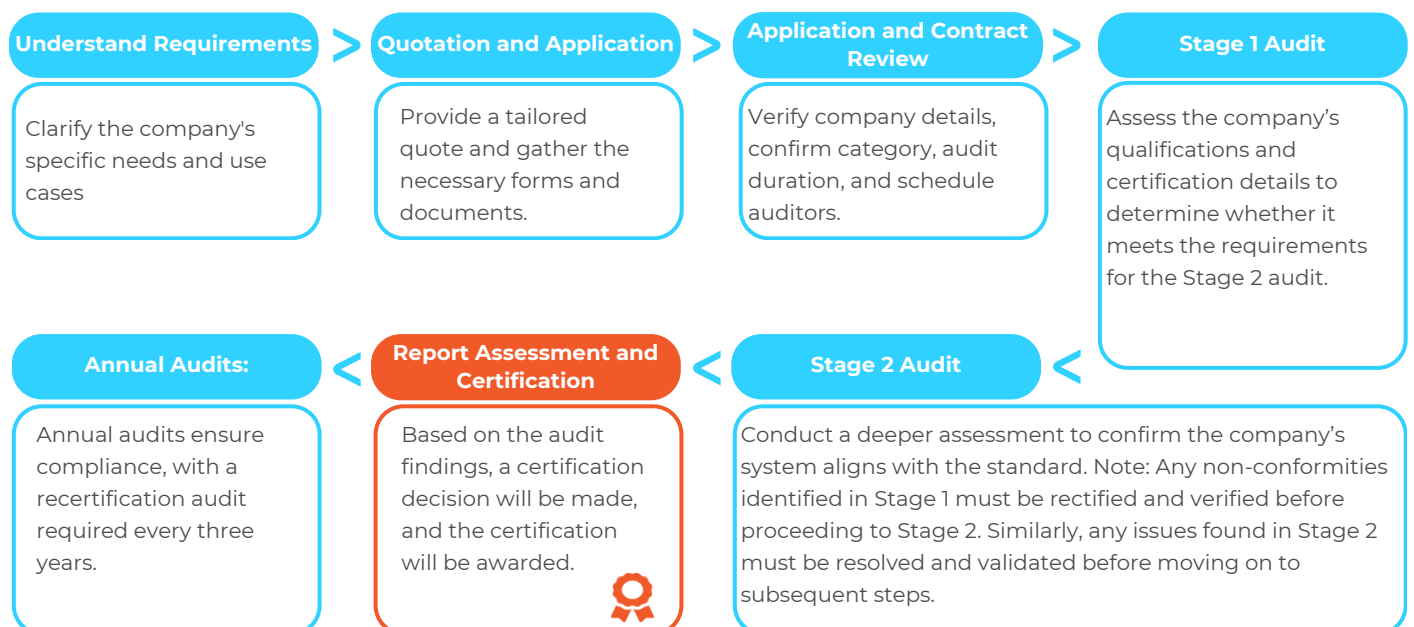 Understand Requirements
>
Quotation and Application
>
Application and Contract
Review
>
Stage 1 Audit
Clarify the company's
specific needs and use
cases
Provide a tailored
quote and gather the
necessary forms and
documents.
Verify company details,
confirm category, audit
duration, and schedule
auditors.
Assess the company’s
qualifications and
certification details to
determine whether it
meets the requirements
for the Stage 2 audit.
<
Stage 2 Audit
Conduct a deeper assessment to confirm the company’s
system aligns with the standard. Note: Any non-conformities
identified in Stage 1 must be rectified and verified before
proceeding to Stage 2. Similarly, any issues found in Stage 2
must be resolved and validated before moving on to
subsequent steps.
<
Report Assessment and
Certification
Based on the audit
findings, a certification
decision will be made,
and the certification
will be awarded.
<
Annual Audits:
Annual audits ensure
compliance, with a
recertification audit
required every three
years.